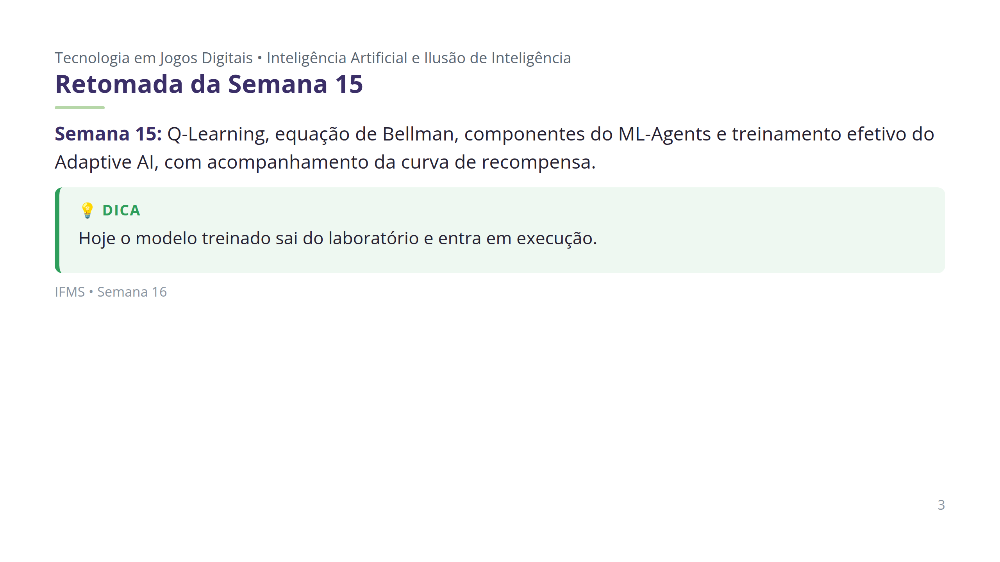 Tecnologia em Jogos Digitais • Inteligência Artificial e Ilusão de Inteligência
Retomada da Semana 15
Semana 15: Q-Learning, equação de Bellman, componentes do ML-Agents e treinamento efetivo do
Adaptive AI, com acompanhamento da curva de recompensa.
💡 DICA
Hoje o modelo treinado sai do laboratório e entra em execução.
IFMS • Semana 16
3